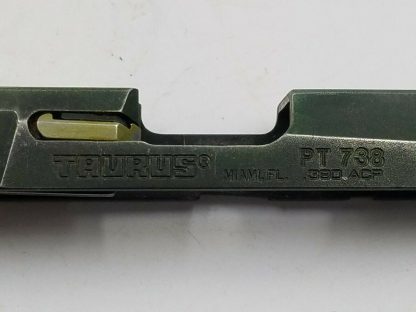 TAURUS® PT 738
MIAMI, FL. .380 ACP